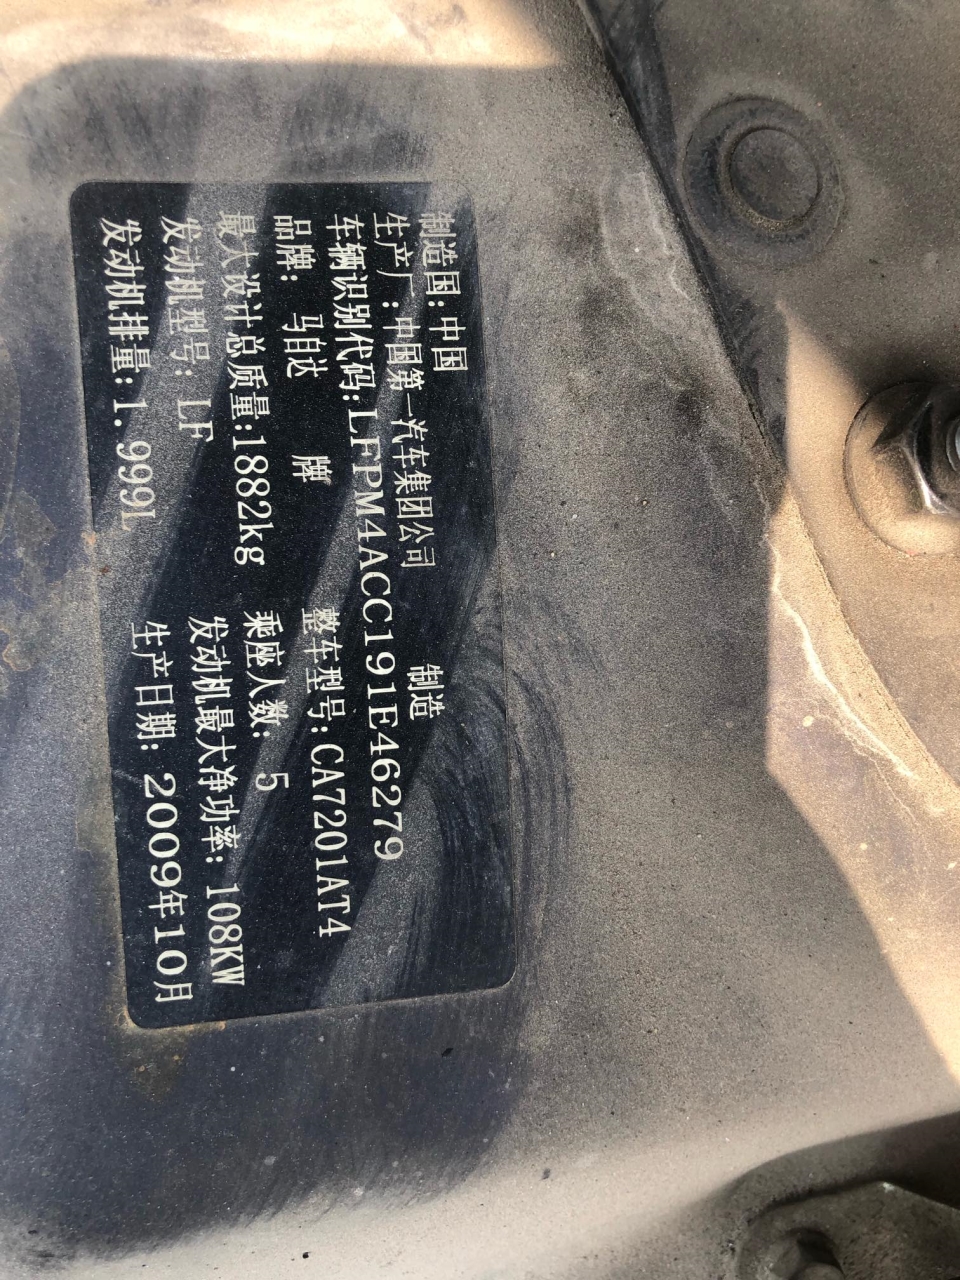 制造国:中国
生产厂:中国第一汽车集团公司 制造
车辆识别代码:LFPM4ACC191E46279
品牌: 马自达 牌 整车型号:CA7201AT4
最大设计总质量:1882kg 乘座人数: 5
发动机型号: LF 发动机最大净功率: 108KW
发动机排量:1.999L 生产日期: 2009年10月